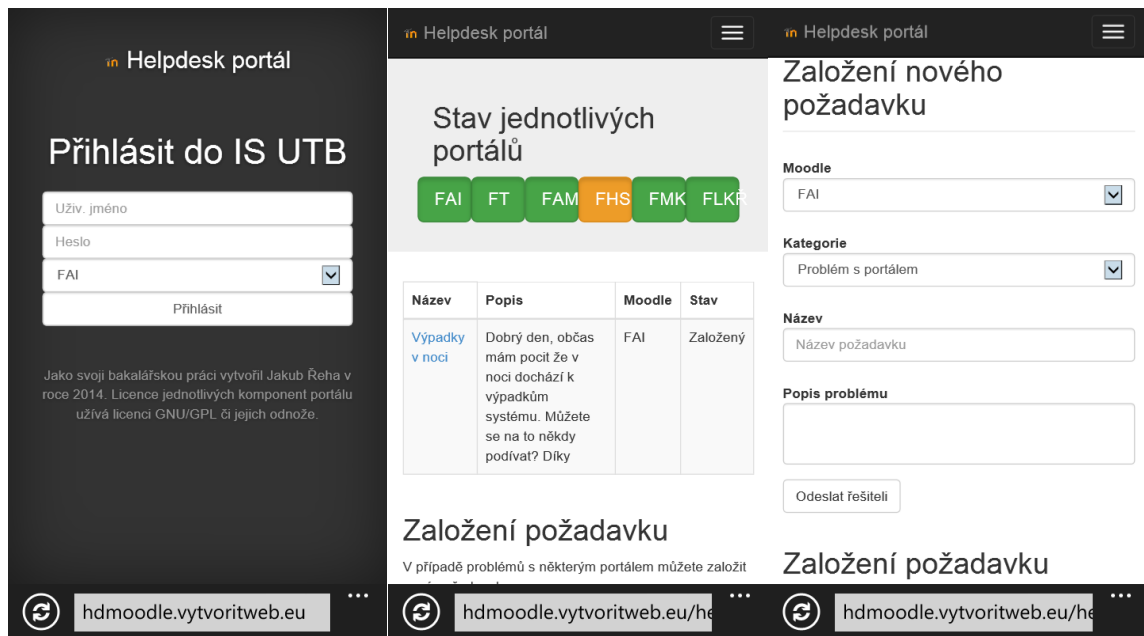 in Helpdesk portál
Přihlásit do IS UTB
Uživ. jméno
Heslo
FAI
Přihlásit
Jako svoji bakalářskou práci vytvořil Jakub Řeha v
roce 2014. Licence jednotlivých komponent portálu
užívá licenci GNU/GPL či jejich odnože.
hdmoodle.vytvoritweb.eu
in Helpdesk portál
Stav jednotlivých
portálů
FAI FT FAM FHS FMK FLKŘ
Název Popis Moodle Stav
Výpadky Dobrý den, občas FAI Založený
v noci mám pocit že v
noci dochází k
výpadkům
systému. Můžete
se na to někdy
podívat? Díky
Založení požadavku
V případě problémů s některým portálem můžete založit
hdmoodle.vytvoritweb.eu/he
in Helpdesk portál
Založení nového
požadavku
Moodle
FAI
Kategorie
Problém s portálem
Název
Název požadavku
Popis problému
Odeslat řešiteli
Založení požadavku
hdmoodle.vytvoritweb.eu/he